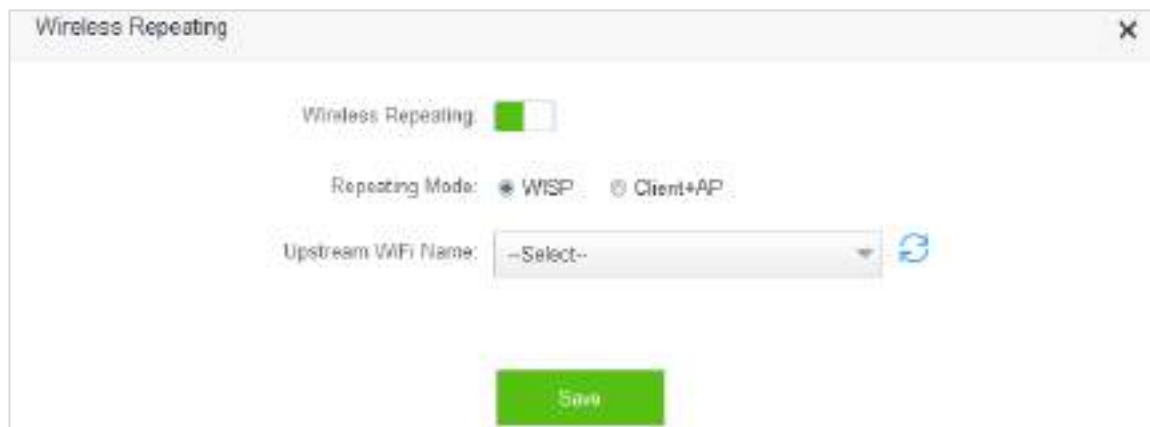 Wireless Repeating
Wireless Repeating:
Repeating Mode: WISP Client+AP
Upstream WiFi Name: --Select--
Save